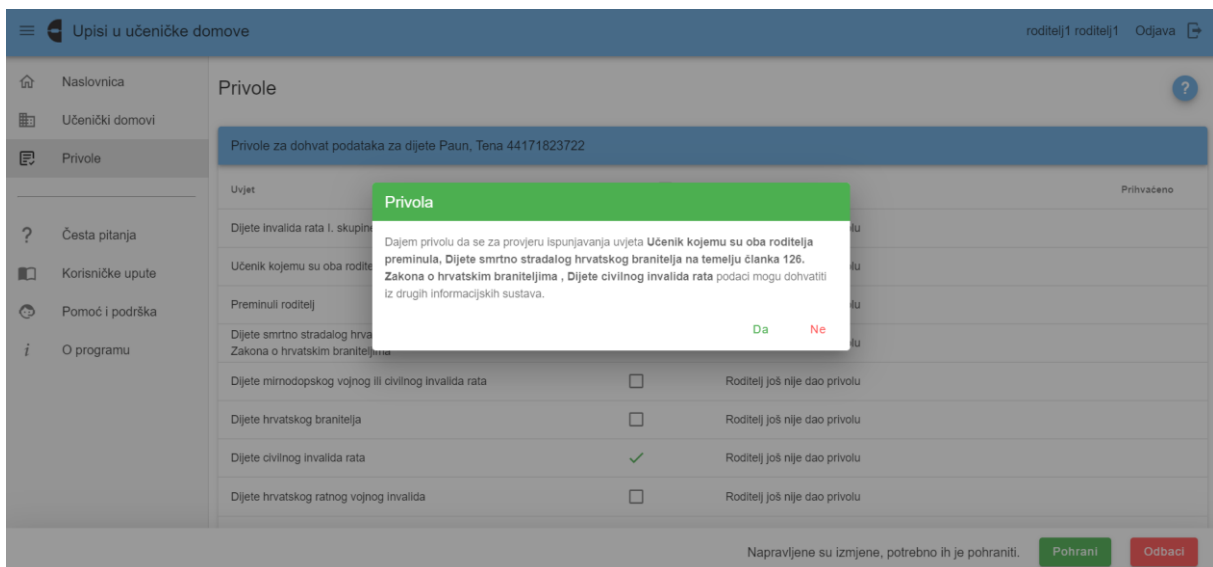 Upisi u učeničke domove
roditelj1 roditelj1 Odjava
Naslovnica
Učenički domovi
Privole
Česta pitanja
Korisničke upute
Pomoć i podrška
i O programu
Privole
?
Privole za dohvat podataka za dijete Paun, Tena 44171823722
Uvjet Prihvaćeno
Dijete invalida rata I. skupine
Učenik kojemu su oba
Preminuli roditelj
Dijete smrtno stradalog
Zakona o hrvatskim braniteljima
Dijete mirnodopskog vojnog ili civilnog invalida rata Roditelj još nije dao privolu
Dijete hrvatskog branitelja Roditelj još nije dao privolu
Dijete civilnog invalida rata Roditelj još nije dao privolu
Dijete hrvatskog ratnog vojnog invalida Roditelj još nije dao privolu
Privola
Dajem privolu da se za provjeru ispunjavanja uvjeta Učenik kojemu su oba roditelja
preminula, Dijete smrtno stradalog hrvatskog branitelja na temelju članka 126.
Zakona o hrvatskim braniteljima , Dijete civilnog invalida rata podaci mogu dohvatiti
iz drugih informacijskih sustava.
Da Ne
Napravljene su izmjene, potrebno ih je pohraniti. Pohrani Odbaci